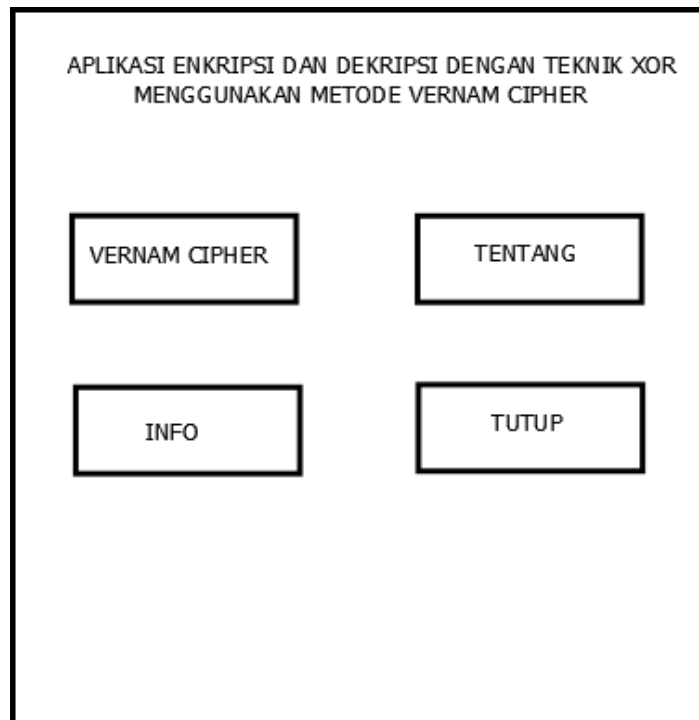 APLIKASI ENKRIPSI DAN DEKRIPSI DENGAN TEKNIK XOR
MENGGUNAKAN METODE VERNAM CIPHER
VERNAM CIPHER
TENTANG
INFO
TUTUP